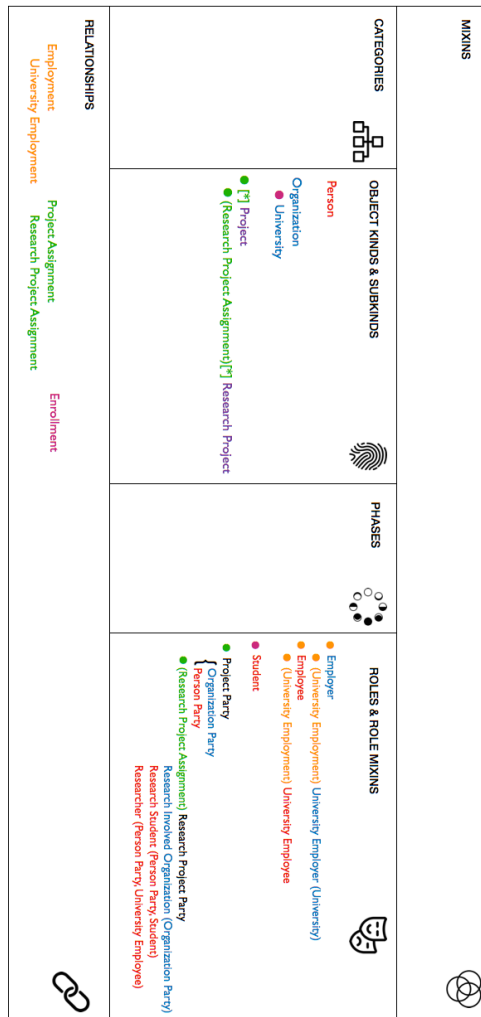 MIXINS
CATEGORIES
OBJECT KINDS & SUBKINDS
Person
Organization
University
[*] Project
(Research Project Assignment)[*] Research Project
PHASES
ROLES & ROLE MIXINS
Employer
(University Employment) University Employer (University)
Employee
(University Employment) University Employee
Student
Project Party
{ Organization Party
Person Party
(Research Project Assignment) Research Project Party
Research Involved Organization (Organization Party)
Research Student (Person Party, Student)
Researcher (Person Party, University Employee)
RELATIONSHIPS
Employment
University Employment
Project Assignment
Research Project Assignment
Enrollment